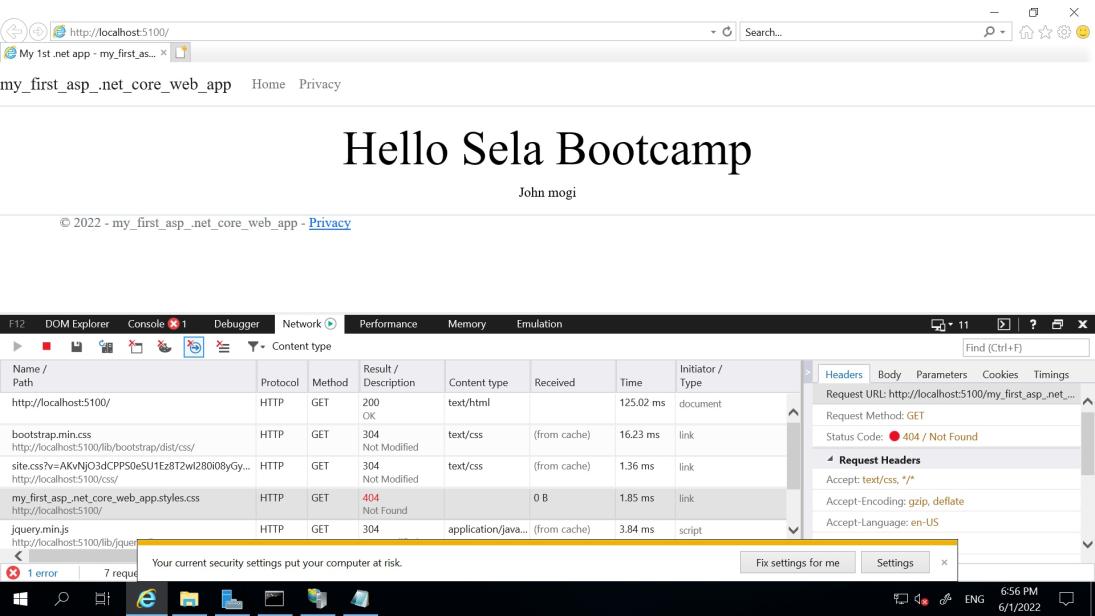 http://localhost:5100/
Search...
My 1st .net app - my_first_as...
my_first_asp_.net_core_web_app Home Privacy
Hello Sela Bootcamp
John mogi
© 2022 - my_first_asp_.net_core_web_app - Privacy
F12 DOM Explorer Console 1 Debugger Network Performance Memory Emulation 11 ?
Content type
Find (Ctrl+F)
Name / Path Protocol Method Result / Description Content type Received Time Initiator / Type
http://localhost:5100/ HTTP GET 200 OK text/html 125.02 ms document
bootstrap.min.css HTTP GET 304 text/css (from cache) 16.23 ms link
http://localhost:5100/lib/bootstrap/dist/css/ Not Modified
site.css?v=AKvNjO3dCPPS0eSU1Ez8T2wI280i08yGy... HTTP GET 304 text/css (from cache) 1.36 ms link
http://localhost:5100/css/ Not Modified
my_first_asp_.net_core_web_app.styles.css HTTP GET 404 0 B 1.85 ms link
http://localhost:5100/ Not Found
jquery.min.js HTTP GET 304 application/java... (from cache) 3.84 ms script
http://localhost:5100/lib/jquer
Headers Body Parameters Cookies Timings
Request URL: http://localhost:5100/my_first_asp_.net_...
Request Method: GET
Status Code: 404 / Not Found
Request Headers
Accept: text/css, */*
Accept-Encoding: gzip, deflate
Accept-Language: en-US
Your current security settings put your computer at risk. Fix settings for me Settings
1 error 7 reque
ENG 6:56 PM
6/1/2022